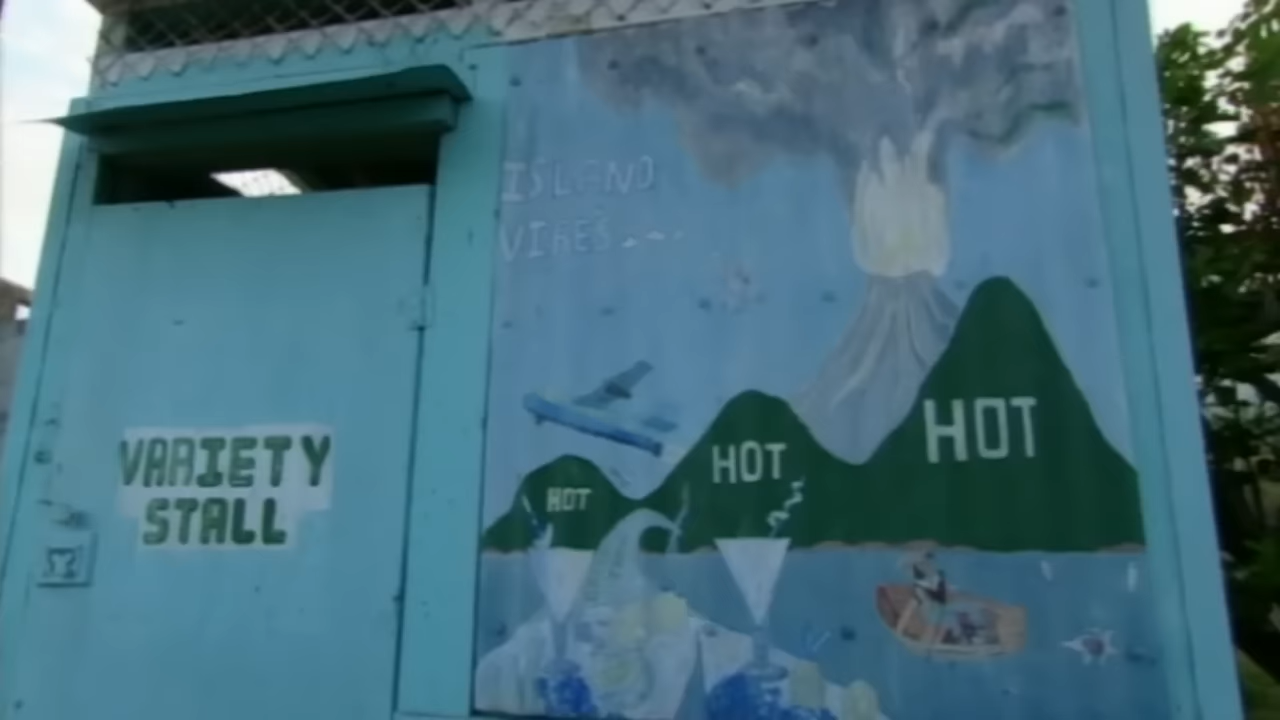 ISLAND
VIBES...
VARIETY
STALL
HOT
HOT
HOT